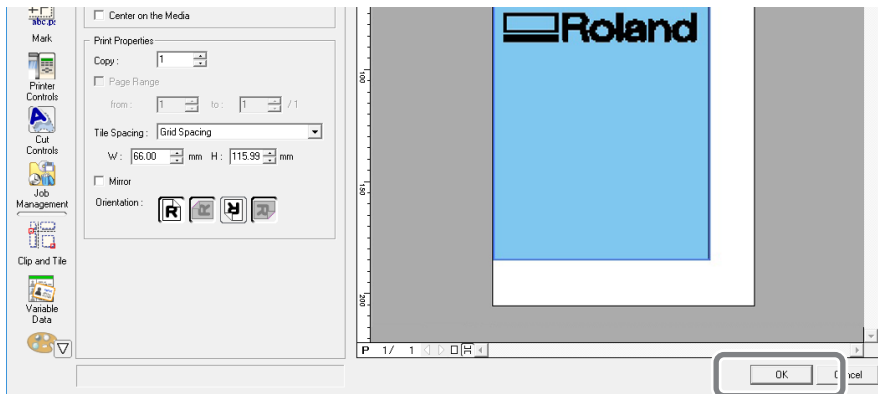 abc.ps
Mark
Printer
Controls
Cut
Controls
Job
Management
Clip and Tile
Variable
Data
Center on the Media
Print Properties
Copy :
1
Page Range
from :
1
to :
1
/ 1
Tile Spacing :
Grid Spacing
W :
66.00
mm
H :
115.99
mm
Mirror
Orientation :
R
R
R
R
Roland
100
150
200
P 1/ 1
OK